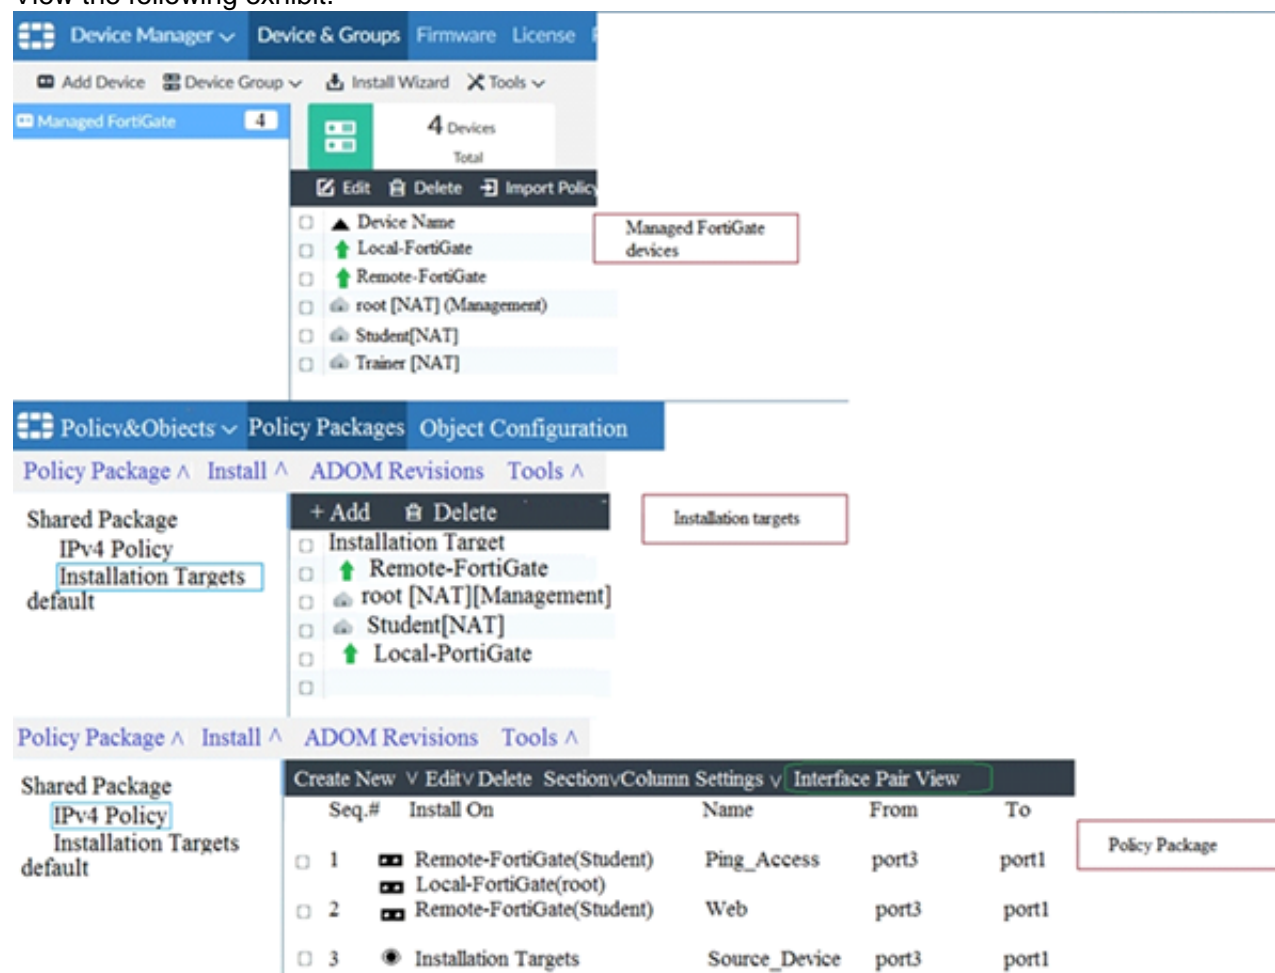 View the following exhibit.
Device Manager Device & Groups Firmware License
Add Device Device Group Install Wizard Tools
Managed FortiGate 4
4 Devices
Total
Edit Delete Import Policy
Device Name
Local-FortiGate
Remote-FortiGate
root [NAT] (Management)
Student[NAT]
Trainer [NAT]
Managed FortiGate
devices
Policy&Objects Policy Packages Object Configuration
Policy Package Install ADOM Revisions Tools
Shared Package
IPv4 Policy
Installation Targets
default
+ Add Delete
Installation Target
Remote-FortiGate
root [NAT][Management]
Student[NAT]
Local-PortiGate
Installation targets
Policy Package Install ADOM Revisions Tools
Shared Package
IPv4 Policy
Installation Targets
default
Create New Edit Delete Section Column Settings Interface Pair View
Seq.# Install On Name From To
1 Remote-FortiGate(Student) Ping_Access port3 port1
Local-FortiGate(root)
2 Remote-FortiGate(Student) Web port3 port1
3 Installation Targets Source_Device port3 port1
Policy Package